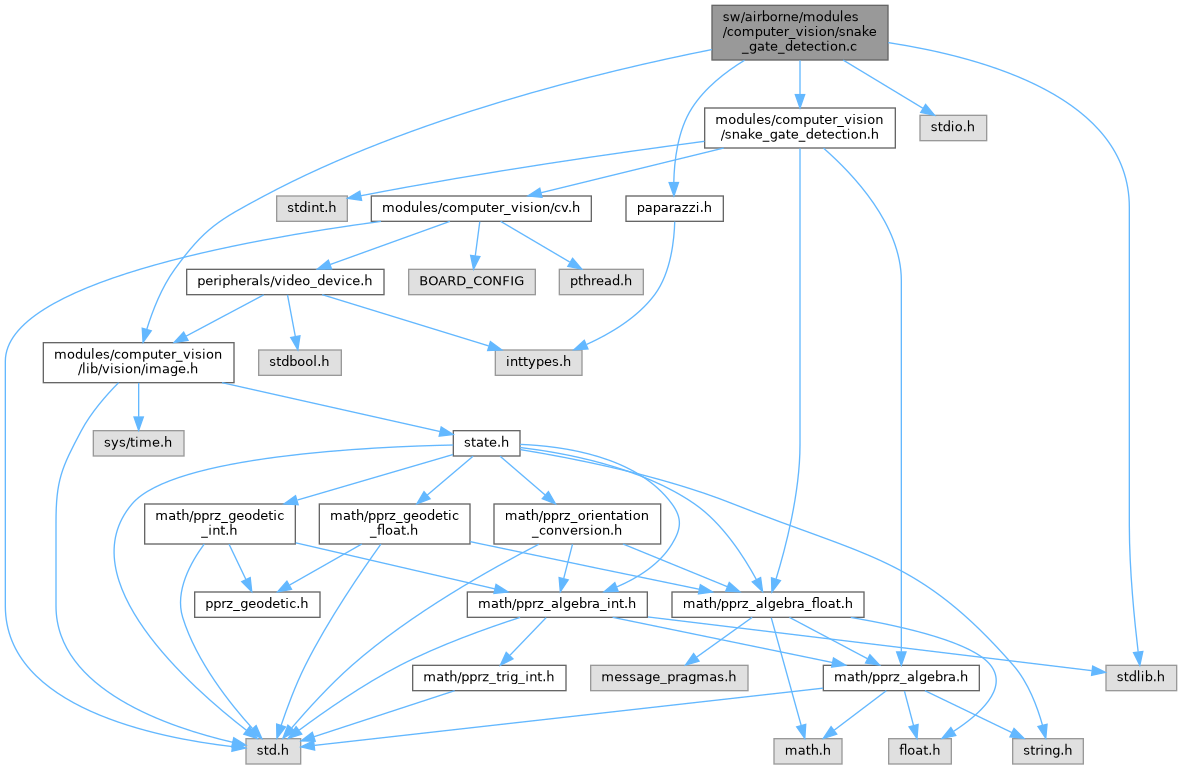 sw/airborne/modules
/computer_vision/snake
_gate_detection.c
modules/computer_vision
/snake_gate_detection.h
stdio.h
stdint.h
modules/computer_vision/cv.h
paparazzi.h
peripherals/video_device.h
BOARD_CONFIG
pthread.h
modules/computer_vision
/lib/vision/image.h
stdbool.h
inttypes.h
sys/time.h
state.h
math/pprz_geodetic
_int.h
math/pprz_geodetic
_float.h
math/pprz_orientation
_conversion.h
pprz_geodetic.h
math/pprz_algebra_int.h
math/pprz_algebra_float.h
math/pprz_trig_int.h
message_pragmas.h
math/pprz_algebra.h
stdlib.h
std.h
math.h
float.h
string.h